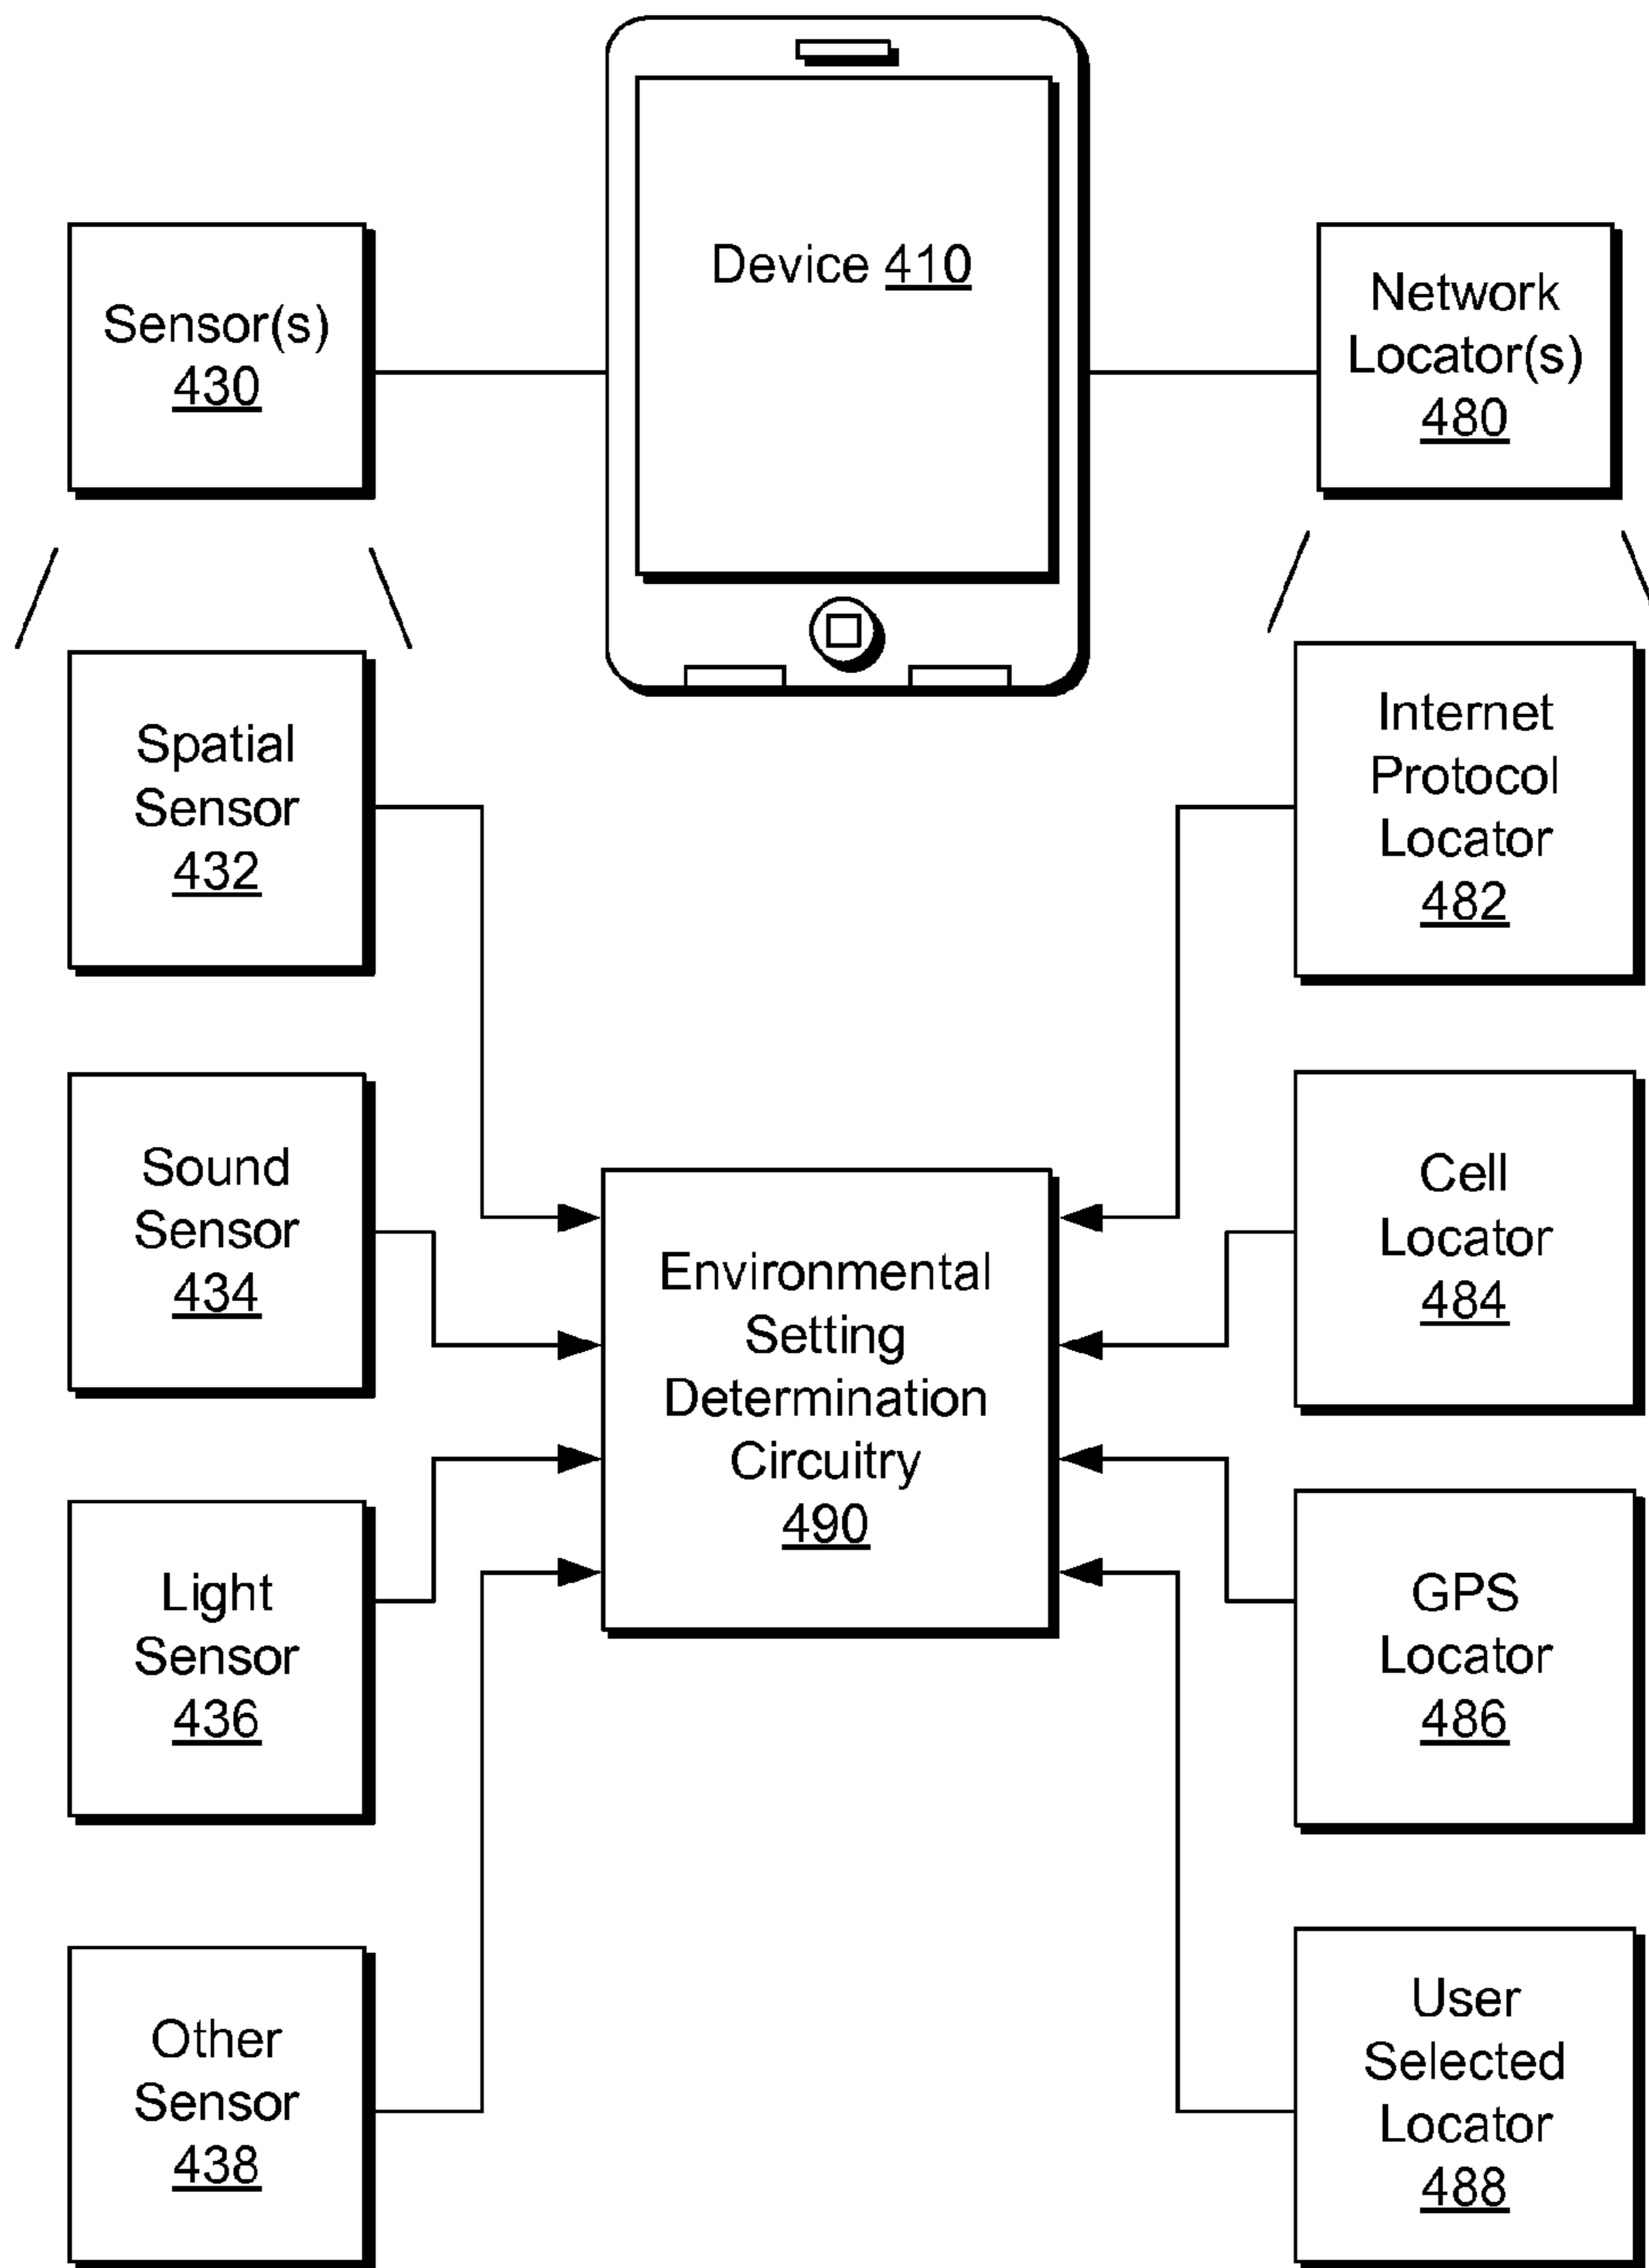 Device 410
Sensor(s)
430
Network
Locator(s)
480
Spatial
Sensor
432
Internet
Protocol
Locator
482
Sound
Sensor
434
Cell
Locator
484
Environmental
Setting
Determination
Circuitry
490
Light
Sensor
436
GPS
Locator
486
Other
Sensor
438
User
Selected
Locator
488